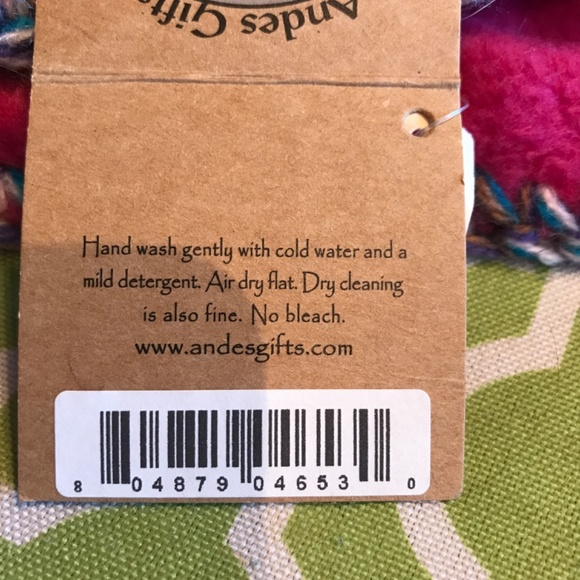 Andes Gifts
Hand wash gently with cold water and a
mild detergent. Air dry flat. Dry cleaning
is also fine. No bleach.
www.andesgifts.com
8 04879 04653 0